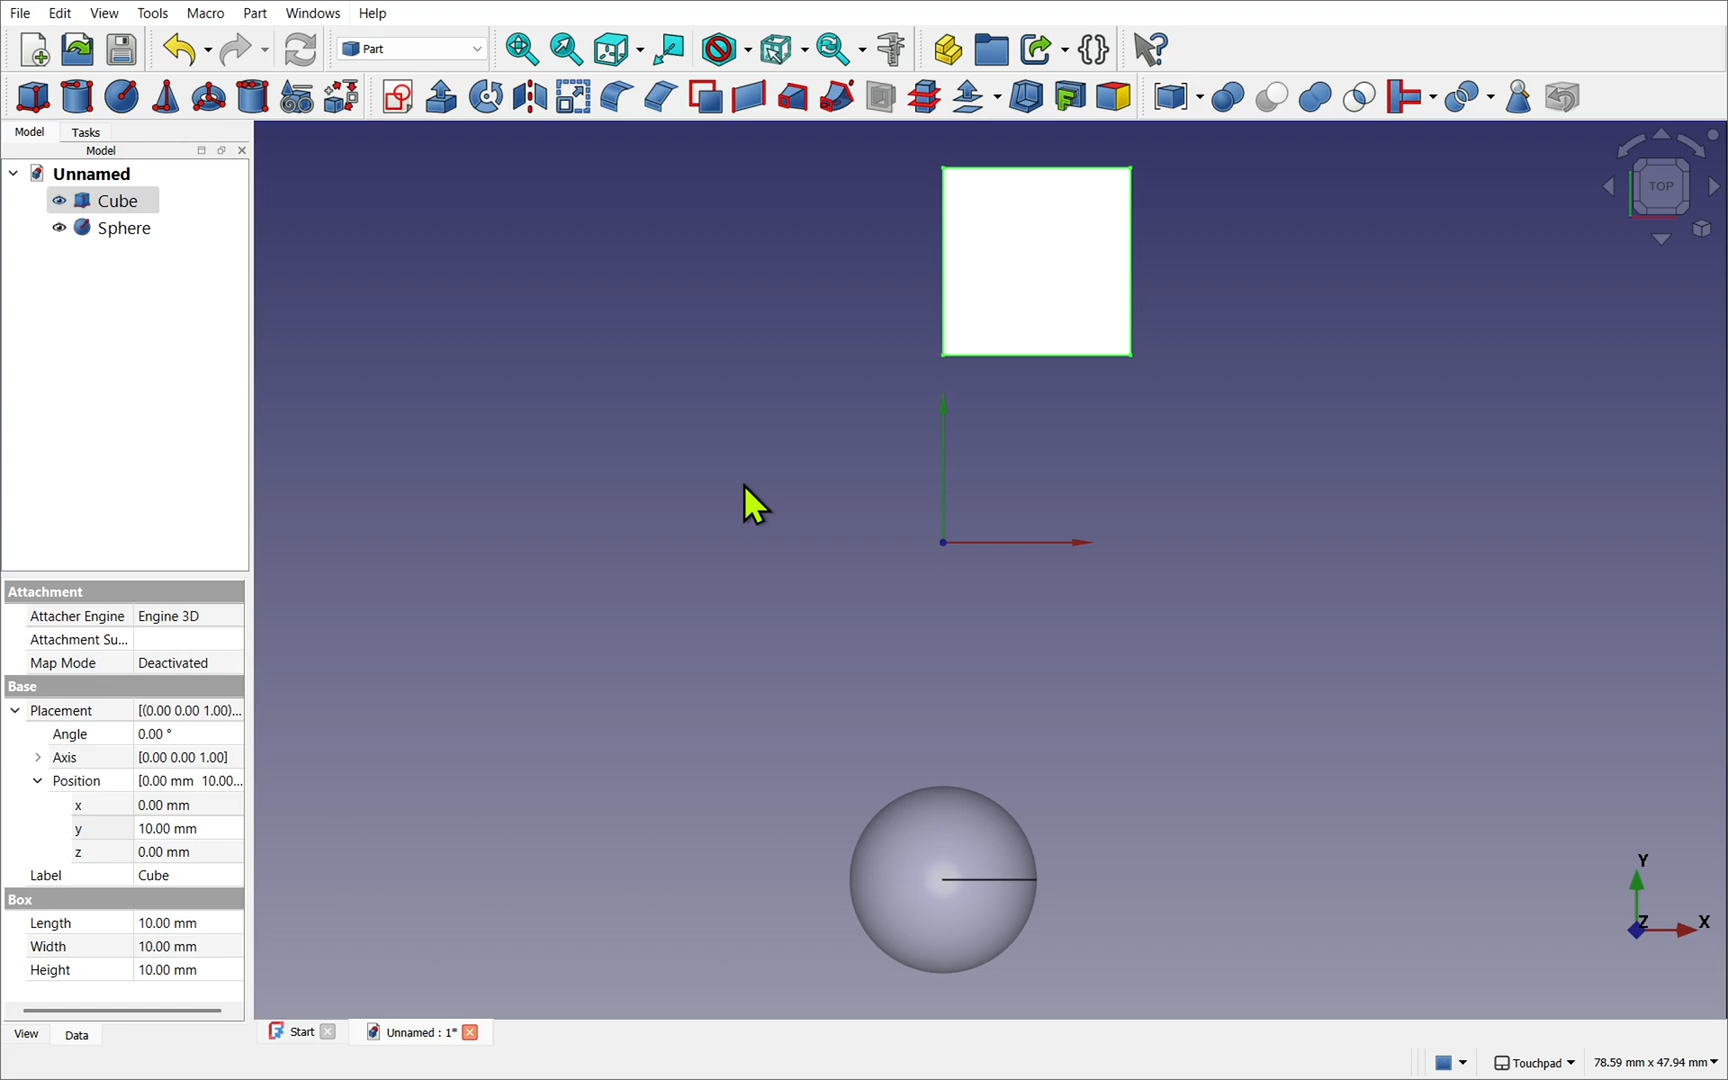 File Edit View Tools Macro Part Windows Help
Part
Model Tasks
Model
Unnamed
Cube
Sphere
TOP
Attachment
Attacher Engine Engine 3D
Attachment Su...
Map Mode Deactivated
Base
Placement [(0.00 0.00 1.00)...
Angle 0.00 °
Axis [0.00 0.00 1.00]
Position [0.00 mm 10.00...
x 0.00 mm
y 10.00 mm
z 0.00 mm
Label Cube
Box
Length 10.00 mm
Width 10.00 mm
Height 10.00 mm
Y
Z X
View Data
Start Unnamed : 1*
Touchpad 78.59 mm x 47.94 mm